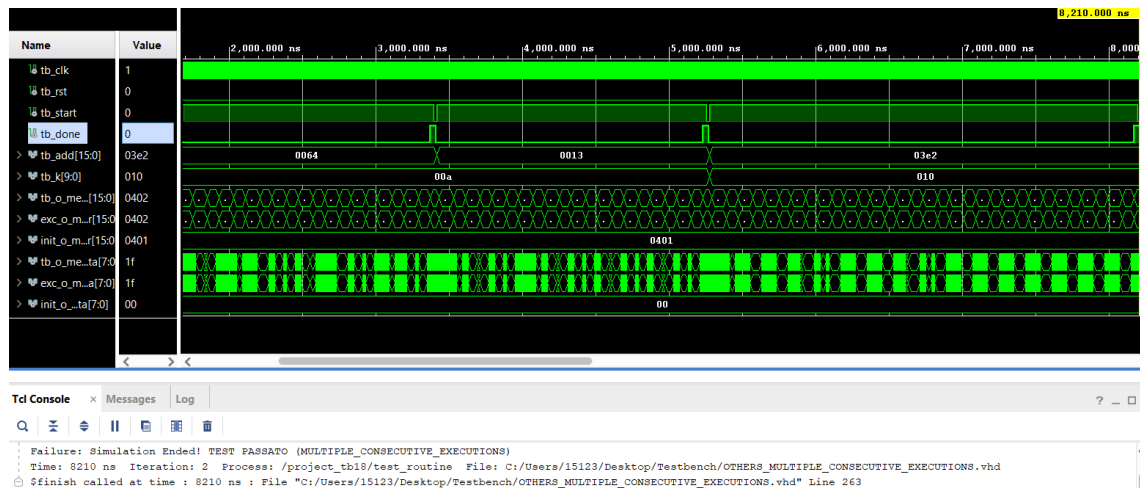 8,210.000 ns
Name Value 2,000.000 ns 3,000.000 ns 4,000.000 ns 5,000.000 ns 6,000.000 ns 7,000.000 ns 8,000
tb_clk 1
tb_rst 0
tb_start 0
tb_done 0
tb_add[15:0] 03e2 0064 0013 03e2
tb_k[9:0] 010 00a 010
tb_o_me...[15:0] 0402
exc_o_m...r[15:0 0402
init_o_m...r[15:0 0401 0401
tb_o_me...ta[7:0 1f
exc_o_m...a[7:0] 1f
init_o_...ta[7:0] 00 00
Tcl Console × Messages Log ? _
Failure: Simulation Ended! TEST PASSATO (MULTIPLE_CONSECUTIVE_EXECUTIONS)
Time: 8210 ns Iteration: 2 Process: /project_tb18/test_routine File: C:/Users/15123/Desktop/Testbench/OTHERS_MULTIPLE_CONSECUTIVE_EXECUTIONS.vhd
$finish called at time : 8210 ns : File "C:/Users/15123/Desktop/Testbench/OTHERS_MULTIPLE_CONSECUTIVE_EXECUTIONS.vhd" Line 263